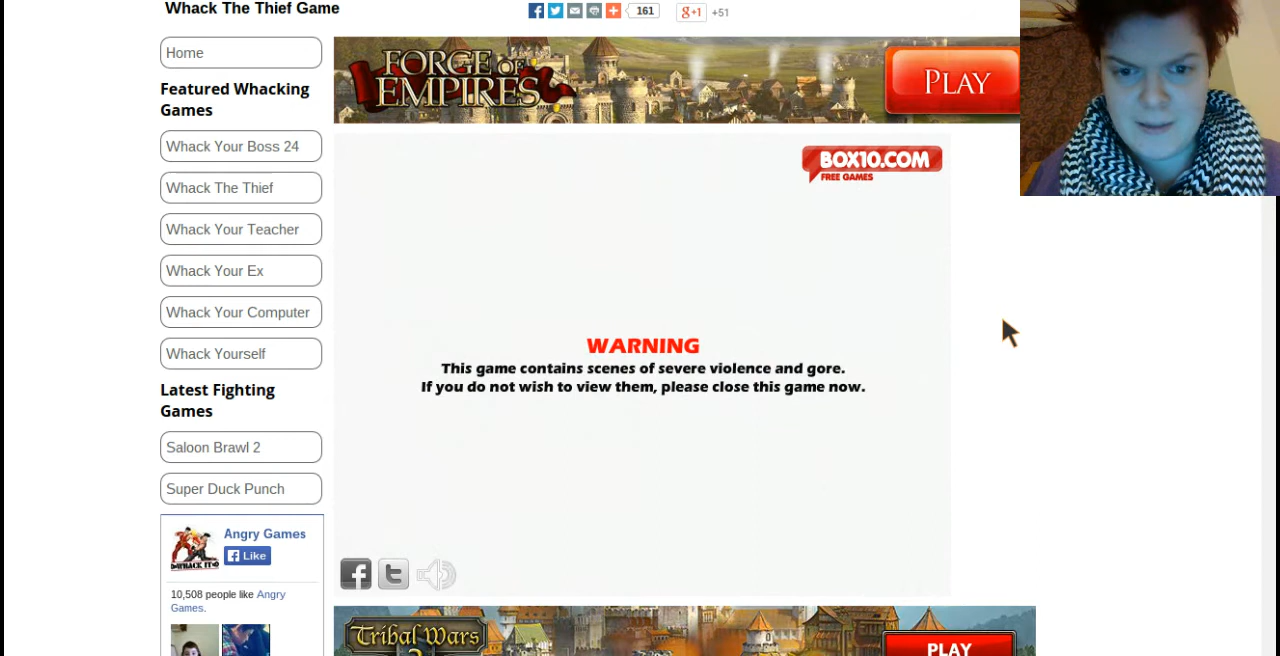 Whack The Thief Game
161
g+1 +51
Home
Featured Whacking
Games
Whack Your Boss 24
Whack The Thief
Whack Your Teacher
Whack Your Ex
Whack Your Computer
Whack Yourself
Latest Fighting
Games
Saloon Brawl 2
Super Duck Punch
Angry Games
Like
10,508 people like Angry
Games.
FORGE OF
EMPIRES
PLAY
BOX10.COM
FREE GAMES
WARNING
This game contains scenes of severe violence and gore.
If you do not wish to view them, please close this game now.
TRIBAL WARS
2
PLAY